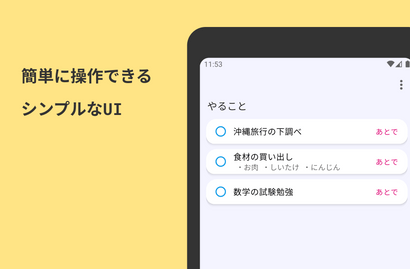 簡単に操作できる
シンプルなUI
11:53
やること
沖縄旅行の下調べ
あとで
食材の買い出し
・お肉 ・しいたけ ・にんじん
あとで
数学の試験勉強
あとで